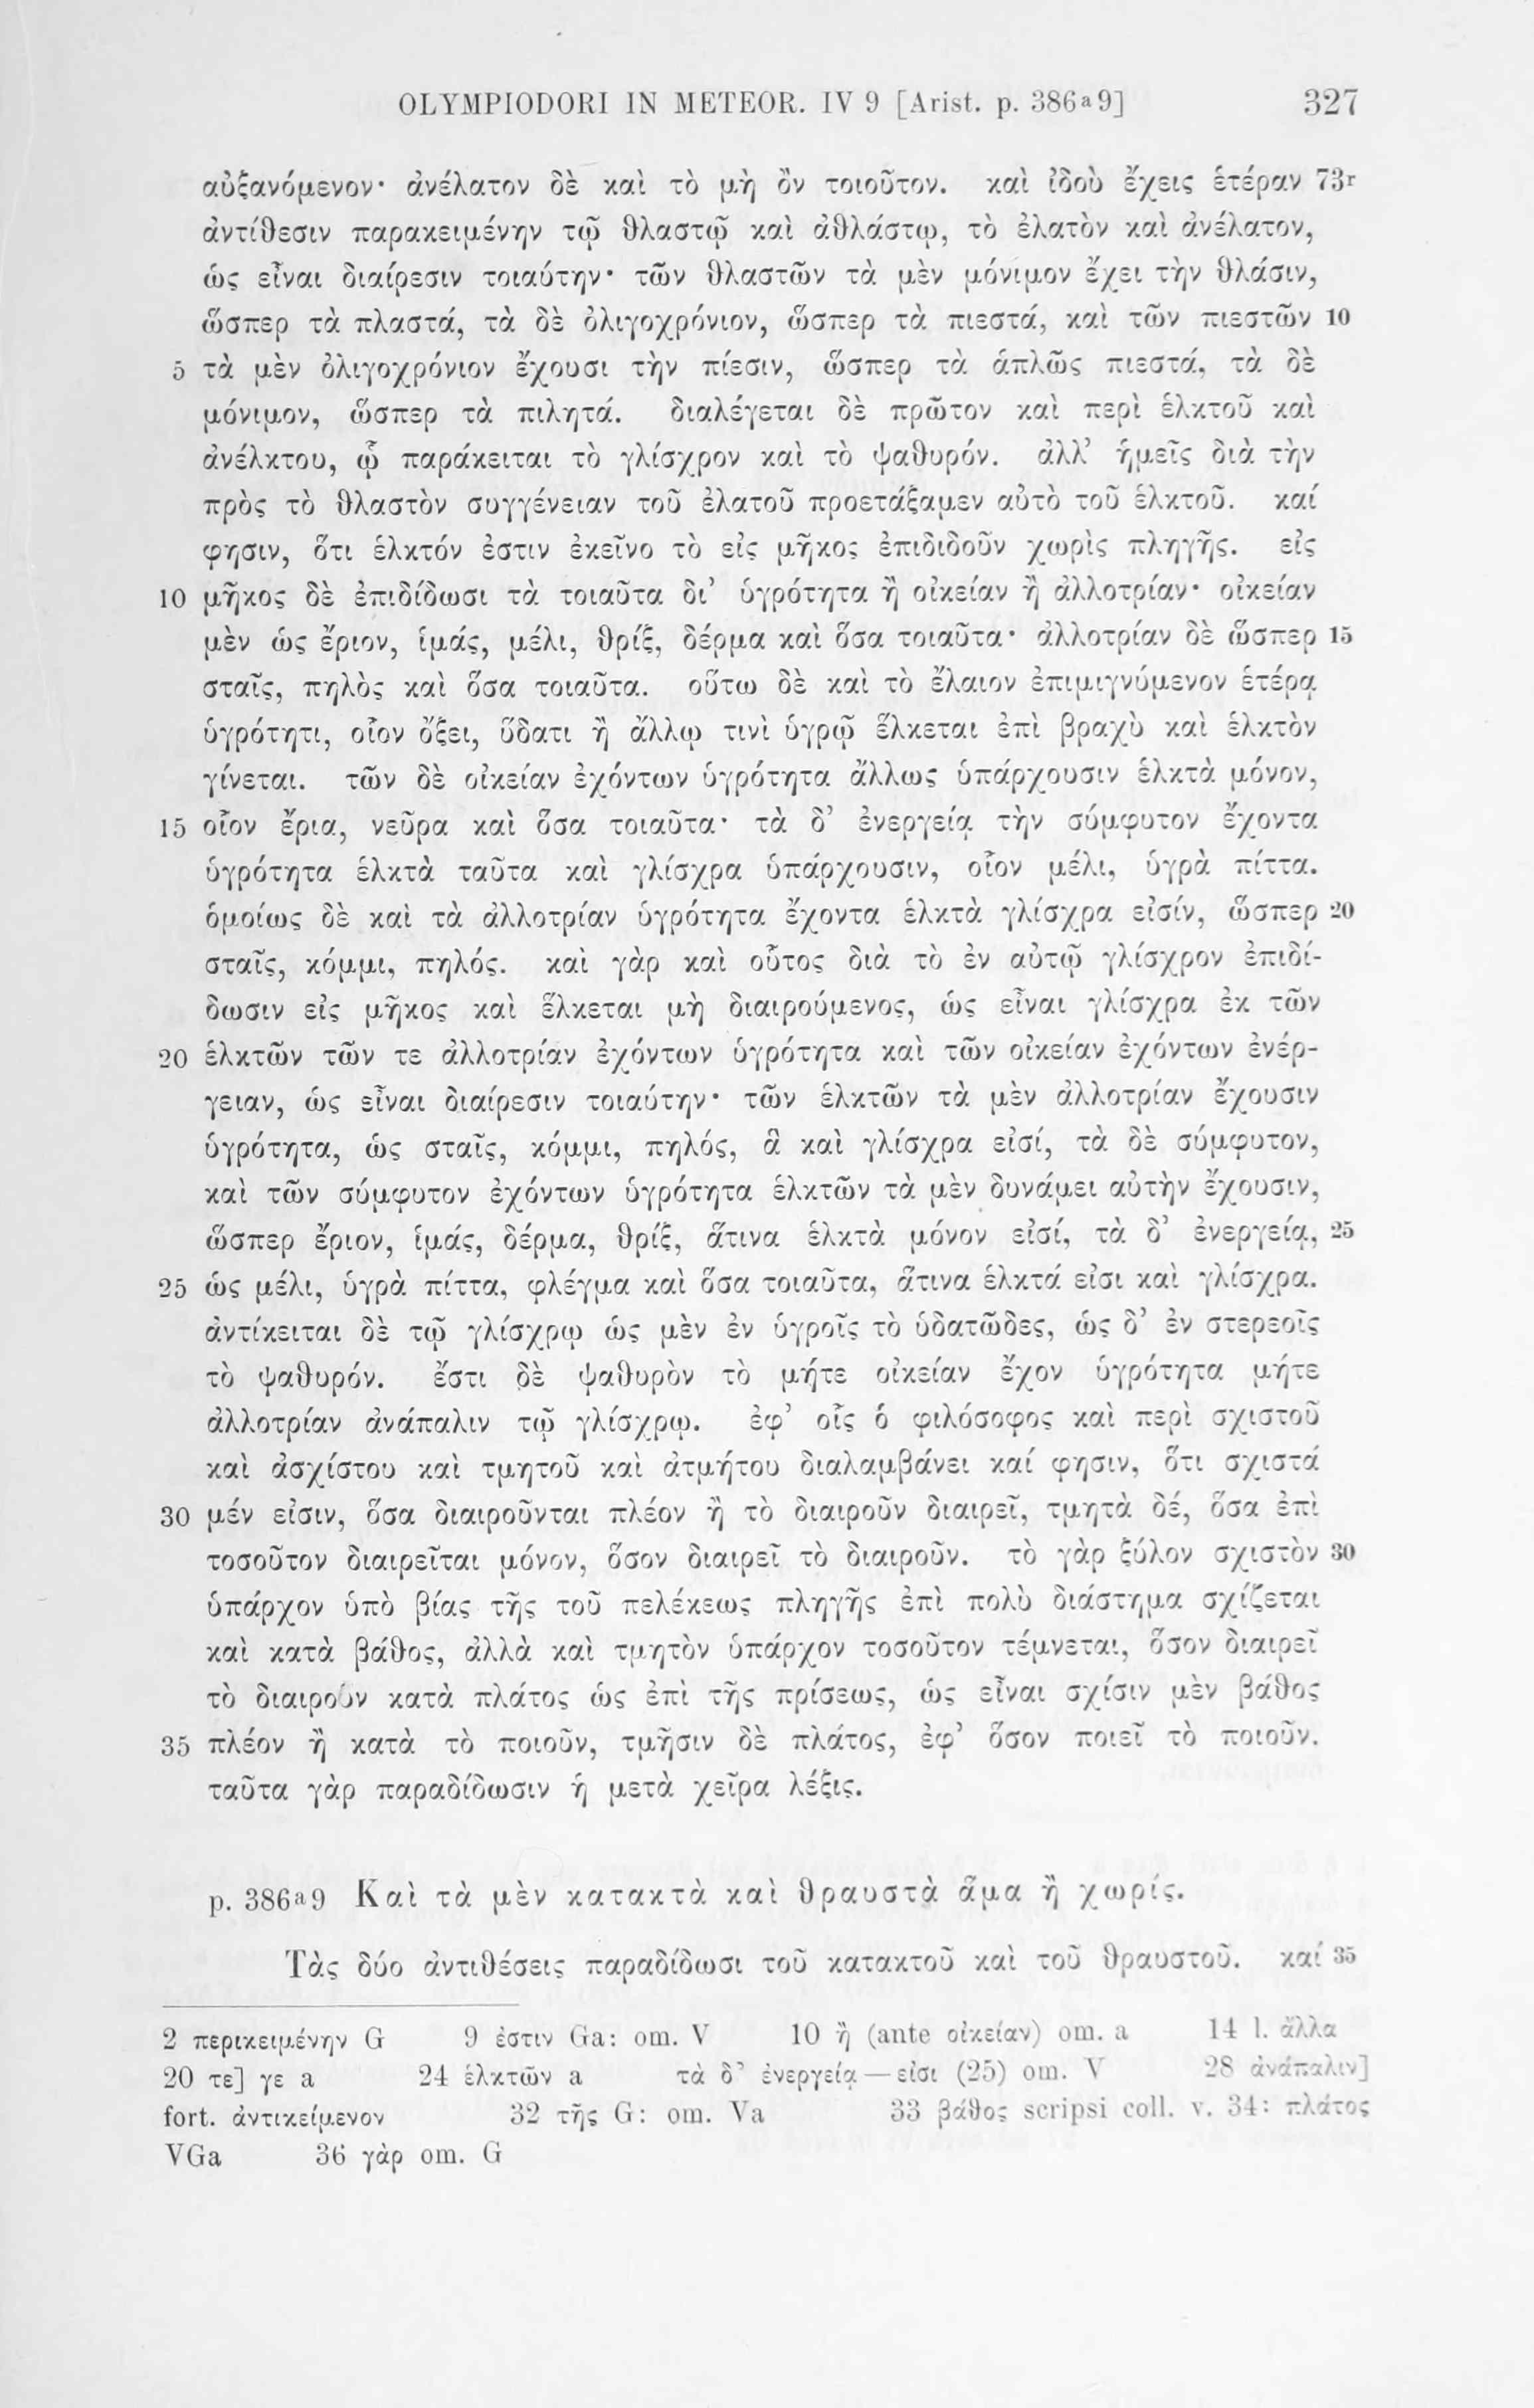 OLYMPIODORI IN METEOR. IV 9 [Arist. p. 386ᵃ9] 327
αὐξανόμενον· ἀνέλατον δὲ καὶ τὸ μὴ ὂν τοιοῦτον. καὶ ἰδοὺ ἔχεις ἑτέραν 73ʳ
ἀντίθεσιν παρακειμένην τῷ θλαστῷ καὶ ἀθλάστῳ, τὸ ἐλατὸν καὶ ἀνέλατον,
ὡς εἶναι διαίρεσιν τοιαύτην· τῶν θλαστῶν τὰ μὲν μόνιμον ἔχει τὴν θλάσιν,
ὥσπερ τὰ πλαστά, τὰ δὲ ὀλιγοχρόνιον, ὥσπερ τὰ πιεστά, καὶ τῶν πιεστῶν 10
5 τὰ μὲν ὀλιγοχρόνιον ἔχουσι τὴν πίεσιν, ὥσπερ τὰ ἁπλῶς πιεστά, τὰ δὲ
μόνιμον, ὥσπερ τὰ πιλητά. διαλέγεται δὲ πρῶτον καὶ περὶ ἑλκτοῦ καὶ
ἀνέλκτου, ᾧ παράκειται τὸ γλίσχρον καὶ τὸ ψαθυρόν. ἀλλ’ ἡμεῖς διὰ τὴν
πρὸς τὸ θλαστὸν συγγένειαν τοῦ ἐλατοῦ προετάξαμεν αὐτὸ τοῦ ἑλκτοῦ. καί
φησιν, ὅτι ἑλκτόν ἐστιν ἐκεῖνο τὸ εἰς μῆκος ἐπιδιδοῦν χωρὶς πληγῆς. εἰς
10 μῆκος δὲ ἐπιδίδωσι τὰ τοιαῦτα δι’ ὑγρότητα ἢ οἰκείαν ἢ ἀλλοτρίαν· οἰκείαν
μὲν ὡς ἔριον, ἱμάς, μέλι, θρίξ, δέρμα καὶ ὅσα τοιαῦτα· ἀλλοτρίαν δὲ ὥσπερ 15
σταῖς, πηλὸς καὶ ὅσα τοιαῦτα. οὕτω δὲ καὶ τὸ ἔλαιον ἐπιμιγνύμενον ἑτέρᾳ
ὑγρότητι, οἷον ὄξει, ὕδατι ἢ ἄλλῳ τινὶ ὑγρῷ ἕλκεται ἐπὶ βραχὺ καὶ ἑλκτὸν
γίνεται. τῶν δὲ οἰκείαν ἐχόντων ὑγρότητα ἄλλως ὑπάρχουσιν ἑλκτὰ μόνον,
15 οἷον ἔρια, νεῦρα καὶ ὅσα τοιαῦτα· τὰ δ’ ἐνεργείᾳ τὴν σύμφυτον ἔχοντα
ὑγρότητα ἑλκτὰ ταῦτα καὶ γλίσχρα ὑπάρχουσιν, οἷον μέλι, ὑγρὰ πίττα.
ὁμοίως δὲ καὶ τὰ ἀλλοτρίαν ὑγρότητα ἔχοντα ἑλκτὰ γλίσχρα εἰσίν, ὥσπερ 20
σταῖς, κόμμι, πηλός. καὶ γὰρ καὶ οὗτος διὰ τὸ ἐν αὐτῷ γλίσχρον ἐπιδί-
δωσιν εἰς μῆκος καὶ ἕλκεται μὴ διαιρούμενος, ὡς εἶναι γλίσχρα ἐκ τῶν
20 ἑλκτῶν τῶν τε ἀλλοτρίαν ἐχόντων ὑγρότητα καὶ τῶν οἰκείαν ἐχόντων ἐνέρ-
γειαν, ὡς εἶναι διαίρεσιν τοιαύτην· τῶν ἑλκτῶν τὰ μὲν ἀλλοτρίαν ἔχουσιν
ὑγρότητα, ὡς σταῖς, κόμμι, πηλός, ἃ καὶ γλίσχρα εἰσί, τὰ δὲ σύμφυτον,
καὶ τῶν σύμφυτον ἐχόντων ὑγρότητα ἑλκτῶν τὰ μὲν δυνάμει αὐτὴν ἔχουσιν,
ὥσπερ ἔριον, ἱμάς, δέρμα, θρίξ, ἅτινα ἑλκτὰ μόνον εἰσί, τὰ δ’ ἐνεργείᾳ, 25
25 ὡς μέλι, ὑγρὰ πίττα, φλέγμα καὶ ὅσα τοιαῦτα, ἅτινα ἑλκτά εἰσι καὶ γλίσχρα.
ἀντίκειται δὲ τῷ γλίσχρῳ ὡς μὲν ἐν ὑγροῖς τὸ ὑδατῶδες, ὡς δ’ ἐν στερεοῖς
τὸ ψαθυρόν. ἔστι δὲ ψαθυρὸν τὸ μήτε οἰκείαν ἔχον ὑγρότητα μήτε
ἀλλοτρίαν ἀνάπαλιν τῷ γλίσχρῳ. ἐφ’ οἷς ὁ φιλόσοφος καὶ περὶ σχιστοῦ
καὶ ἀσχίστου καὶ τμητοῦ καὶ ἀτμήτου διαλαμβάνει καί φησιν, ὅτι σχιστά
30 μέν εἰσιν, ὅσα διαιροῦνται πλέον ἢ τὸ διαιροῦν διαιρεῖ, τμητὰ δέ, ὅσα ἐπὶ
τοσοῦτον διαιρεῖται μόνον, ὅσον διαιρεῖ τὸ διαιροῦν. τὸ γὰρ ξύλον σχιστὸν 30
ὑπάρχον ὑπὸ βίας τῆς τοῦ πελέκεως πληγῆς ἐπὶ πολὺ διάστημα σχίζεται
καὶ κατὰ βάθος, ἀλλὰ καὶ τμητὸν ὑπάρχον τοσοῦτον τέμνεται, ὅσον διαιρεῖ
τὸ διαιροῦν κατὰ πλάτος ὡς ἐπὶ τῆς πρίσεως, ὡς εἶναι σχίσιν μὲν βάθος
35 πλέον ἢ κατὰ τὸ ποιοῦν, τμῆσιν δὲ πλάτος, ἐφ’ ὅσον ποιεῖ τὸ ποιοῦν.
ταῦτα γὰρ παραδίδωσιν ἡ μετὰ χεῖρα λέξις.
p. 386ᵃ9 Καὶ τὰ μὲν κατακτὰ καὶ θραυστὰ ἅμα ἢ χωρίς.
Τὰς δύο ἀντιθέσεις παραδίδωσι τοῦ κατακτοῦ καὶ τοῦ θραυστοῦ. καί 35
2 περικειμένην G 9 ἐστιν Ga: om. V 10 ἢ (ante οἰκείαν) om. a 14 l. ἄλλα
20 τε] γε a 24 ἑλκτῶν a τὰ δ’ ἐνεργείᾳ — εἰσι (25) om. V 28 ἀνάπαλιν]
fort. ἀντικείμενον 32 τῆς G: om. Va 33 βάθος scripsi coll. v. 34: πλάτος
VGa 36 γὰρ om. G